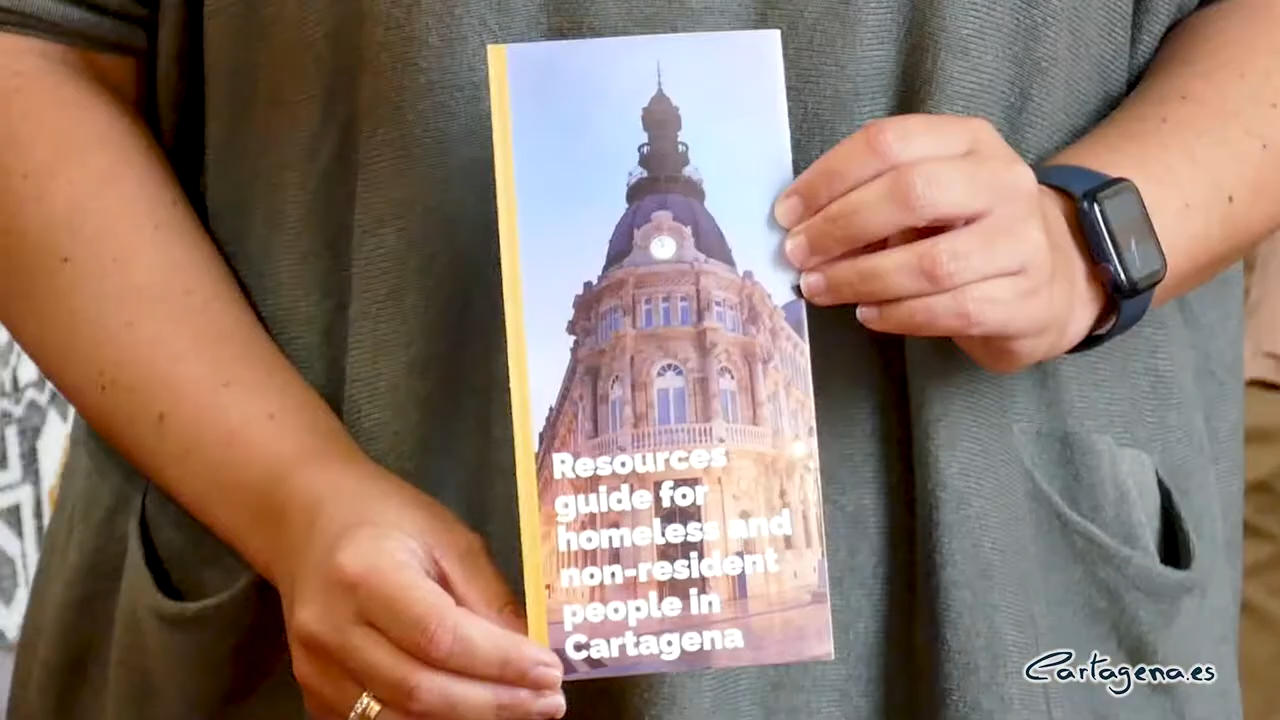 Resources
guide for
homeless and
non-resident
people in
Cartagena
Cartagena.es